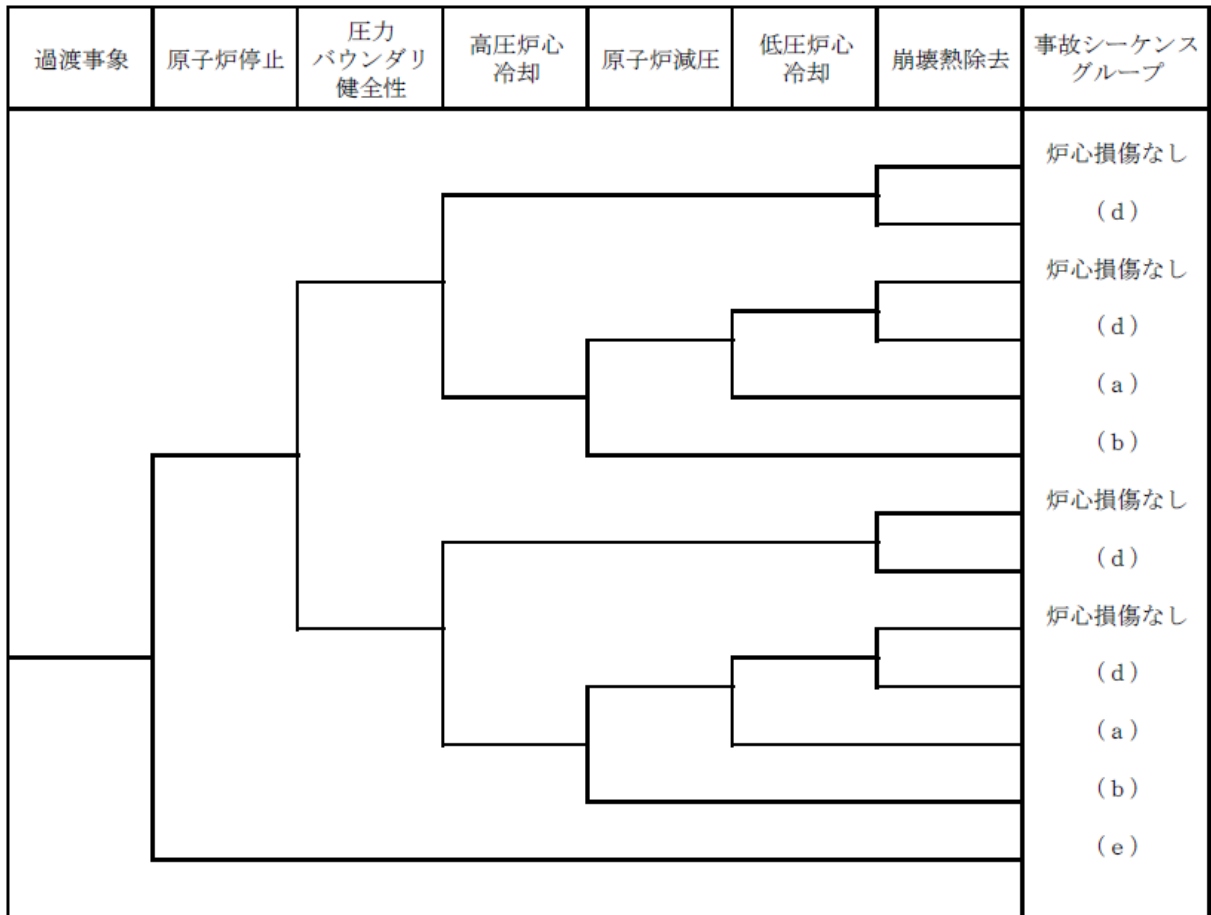 過渡事象
原子炉停止
圧力
バウンダリ
健全性
高圧炉心
冷却
原子炉減圧
低圧炉心
冷却
崩壊熱除去
事故シーケンス
グループ
炉心損傷なし
(d)
炉心損傷なし
(d)
(a)
(b)
炉心損傷なし
(d)
炉心損傷なし
(d)
(a)
(b)
(e)